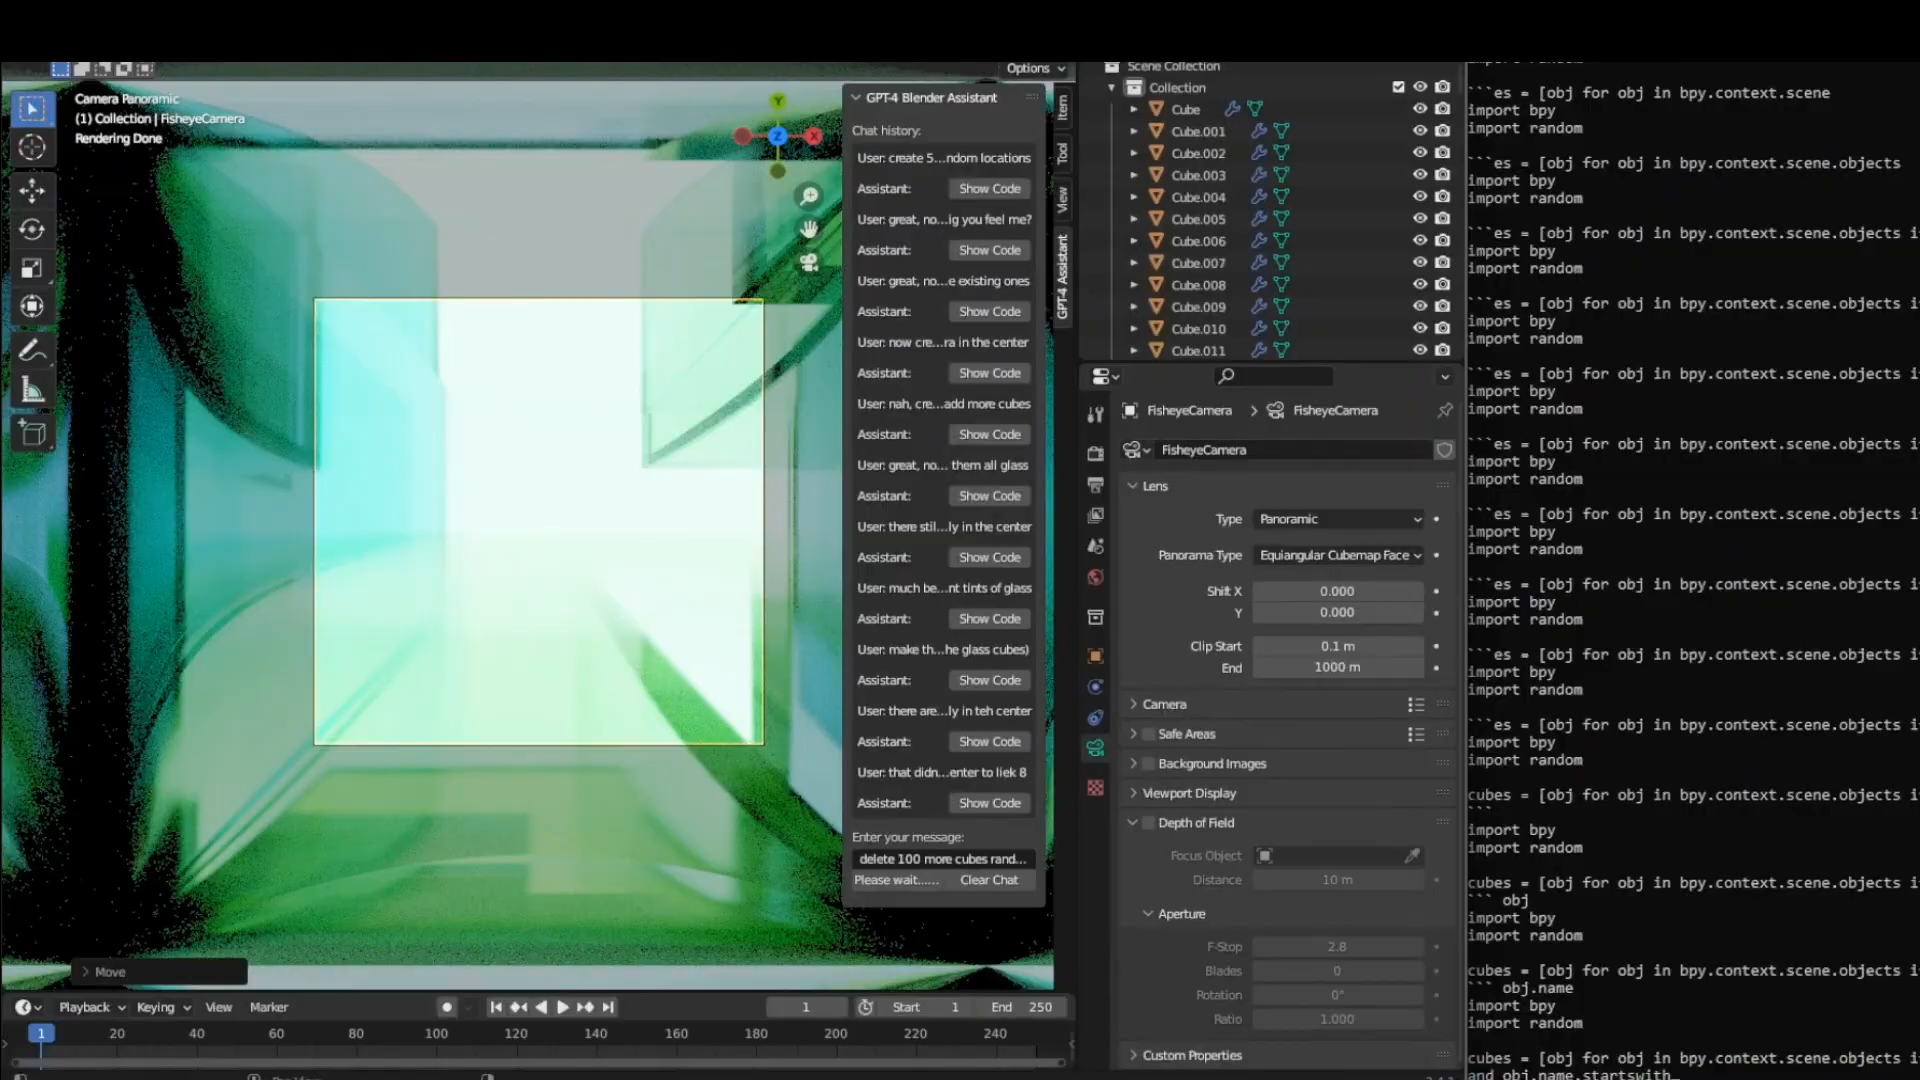 Options
Camera Panoramic
(1) Collection | FisheyeCamera
Rendering Done
Y
Z
X
Move
GPT-4 Blender Assistant
Chat history:
User: create 5...ndom locations
Assistant: Show Code
User: great, no...ig you feel me?
Assistant: Show Code
User: great, no...e existing ones
Assistant: Show Code
User: now cre...ra in the center
Assistant: Show Code
User: nah, cre...add more cubes
Assistant: Show Code
User: great, no... them all glass
Assistant: Show Code
User: there stil...ly in the center
Assistant: Show Code
User: much be...nt tints of glass
Assistant: Show Code
User: make th...he glass cubes)
Assistant: Show Code
User: there are...ly in teh center
Assistant: Show Code
User: that didn...enter to liek 8
Assistant: Show Code
Enter your message:
delete 100 more cubes rand...
Please wait...... Clear Chat
Item
Tool
View
GPT-4 Assistant
Playback Keying View Marker 1 Start 1 End 250
1 20 40 60 80 100 120 140 160 180 200 220 240
Scene Collection
Collection
Cube
Cube.001
Cube.002
Cube.003
Cube.004
Cube.005
Cube.006
Cube.007
Cube.008
Cube.009
Cube.010
Cube.011
FisheyeCamera > FisheyeCamera
FisheyeCamera
Lens
Type Panoramic
Panorama Type Equiangular Cubemap Face
Shift X 0.000
Y 0.000
Clip Start 0.1 m
End 1000 m
Camera
Safe Areas
Background Images
Viewport Display
Depth of Field
Focus Object
Distance 10 m
Aperture
F-Stop 2.8
Blades 0
Rotation 0°
Ratio 1.000
Custom Properties
import random
```es = [obj for obj in bpy.context.scene
import bpy
import random
```es = [obj for obj in bpy.context.scene.objects
import bpy
import random
```es = [obj for obj in bpy.context.scene.objects i
import bpy
import random
```es = [obj for obj in bpy.context.scene.objects i
import bpy
import random
```es = [obj for obj in bpy.context.scene.objects i
import bpy
import random
```es = [obj for obj in bpy.context.scene.objects i
import bpy
import random
```es = [obj for obj in bpy.context.scene.objects i
import bpy
import random
```es = [obj for obj in bpy.context.scene.objects i
import bpy
import random
```es = [obj for obj in bpy.context.scene.objects i
import bpy
import random
```es = [obj for obj in bpy.context.scene.objects i
import bpy
import random
cubes = [obj for obj in bpy.context.scene.objects i
```
import bpy
import random
cubes = [obj for obj in bpy.context.scene.objects i
``` obj
import bpy
import random
cubes = [obj for obj in bpy.context.scene.objects i
``` obj.name
import bpy
import random
cubes = [obj for obj in bpy.context.scene.objects i
and obj.name.startswith